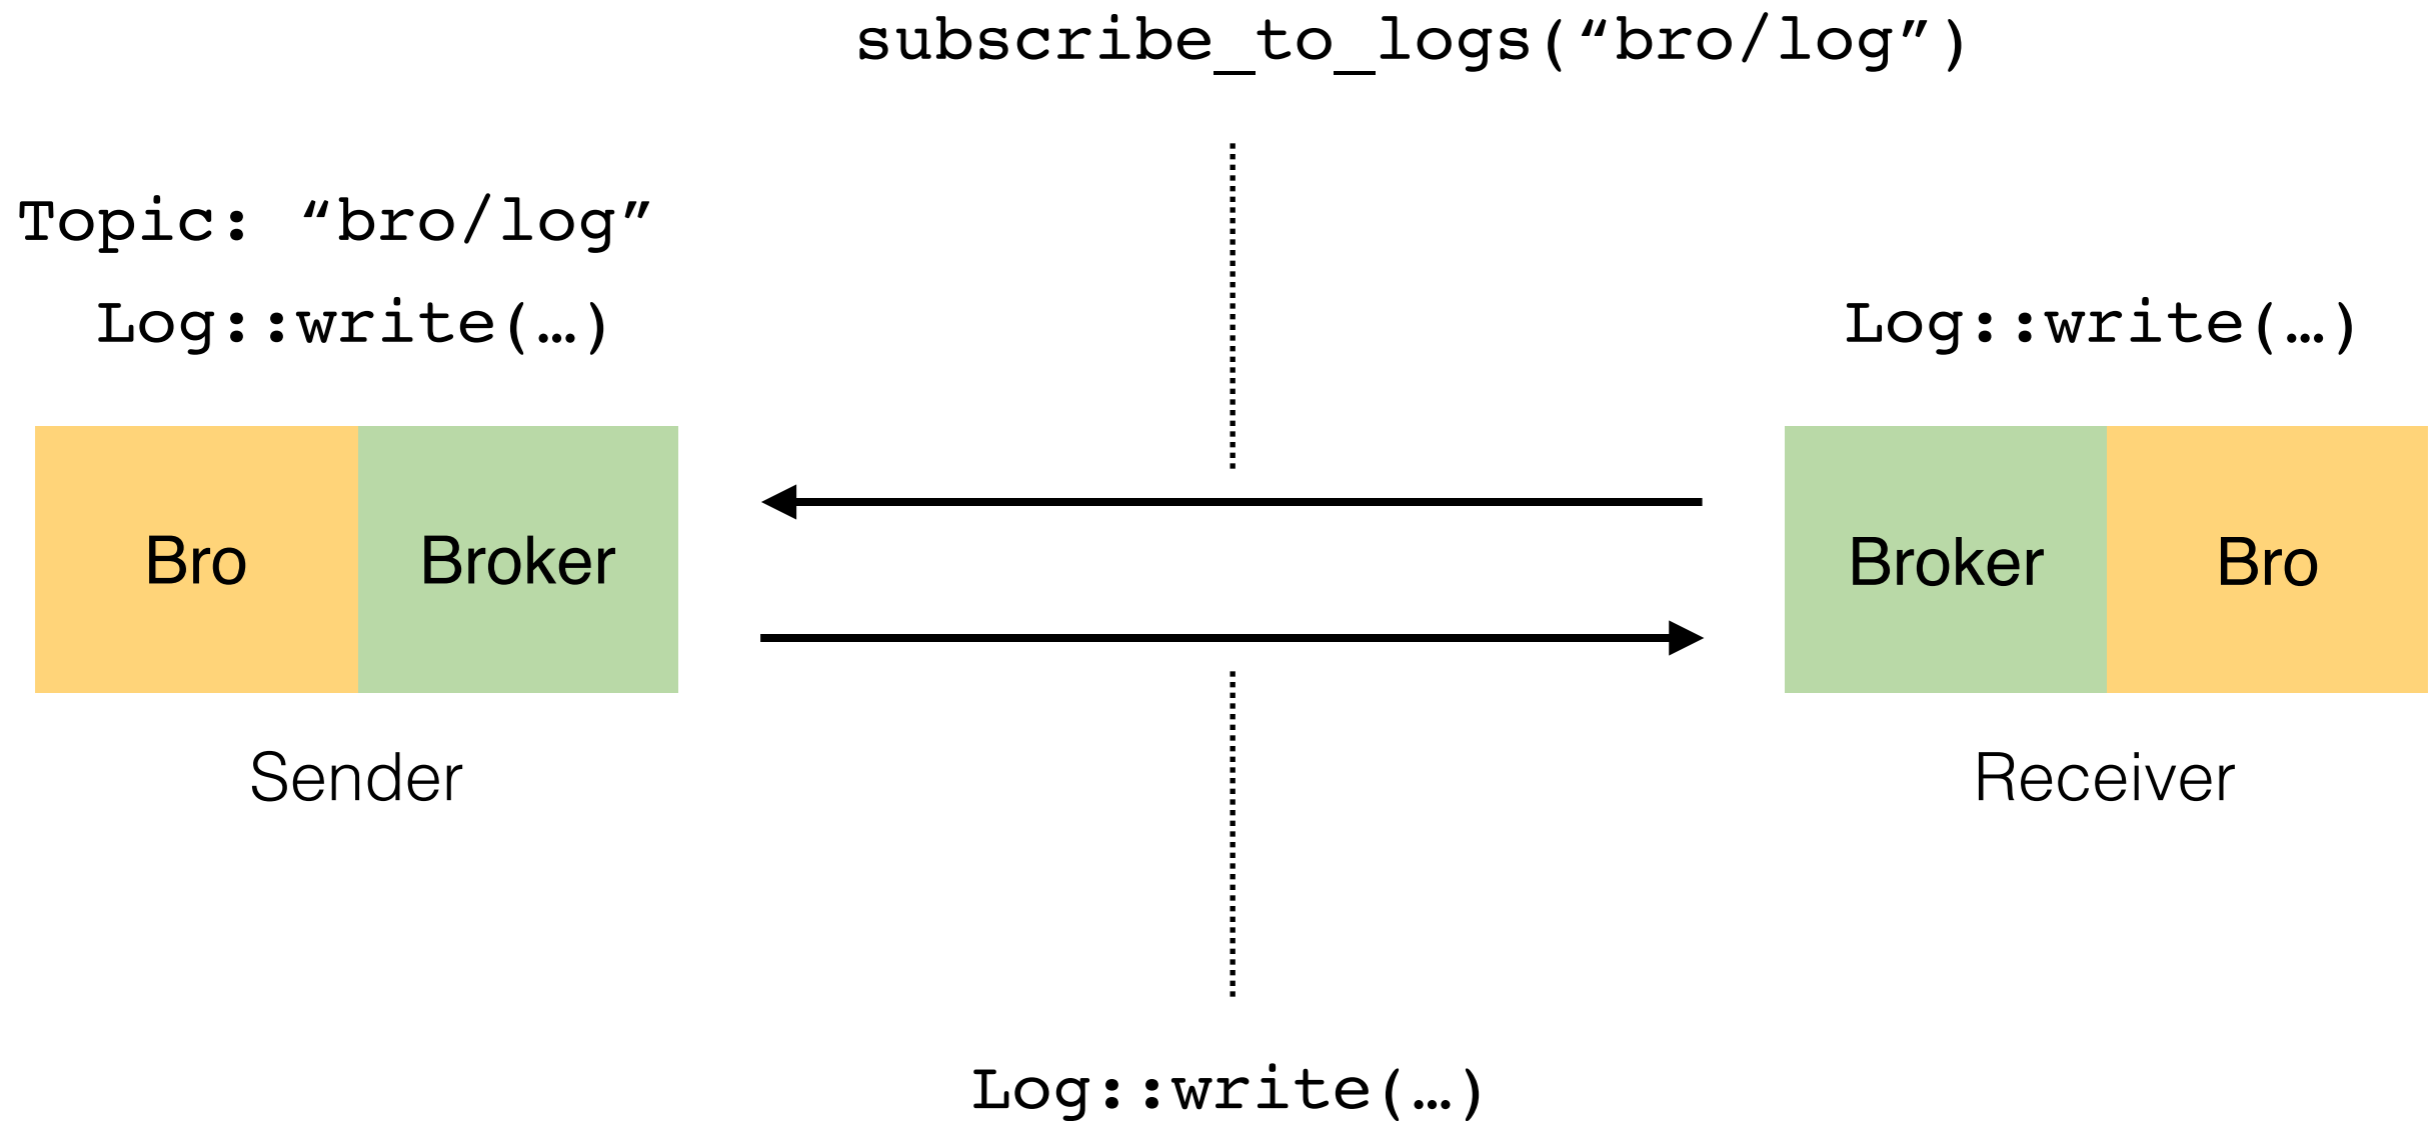 subscribe_to_logs(“bro/log”)
Topic: “bro/log”
Log::write(…)
Log::write(…)
Bro
Broker
Broker
Bro
Sender
Receiver
Log::write(…)